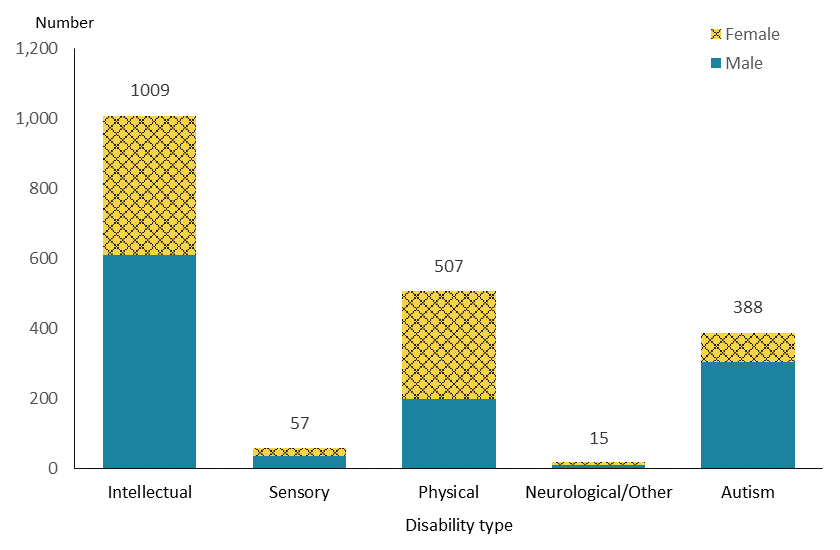 Number
Female
Male
1,200
1,000
800
600
400
200
0
1009
57
507
15
388
Intellectual
Sensory
Physical
Neurological/Other
Autism
Disability type